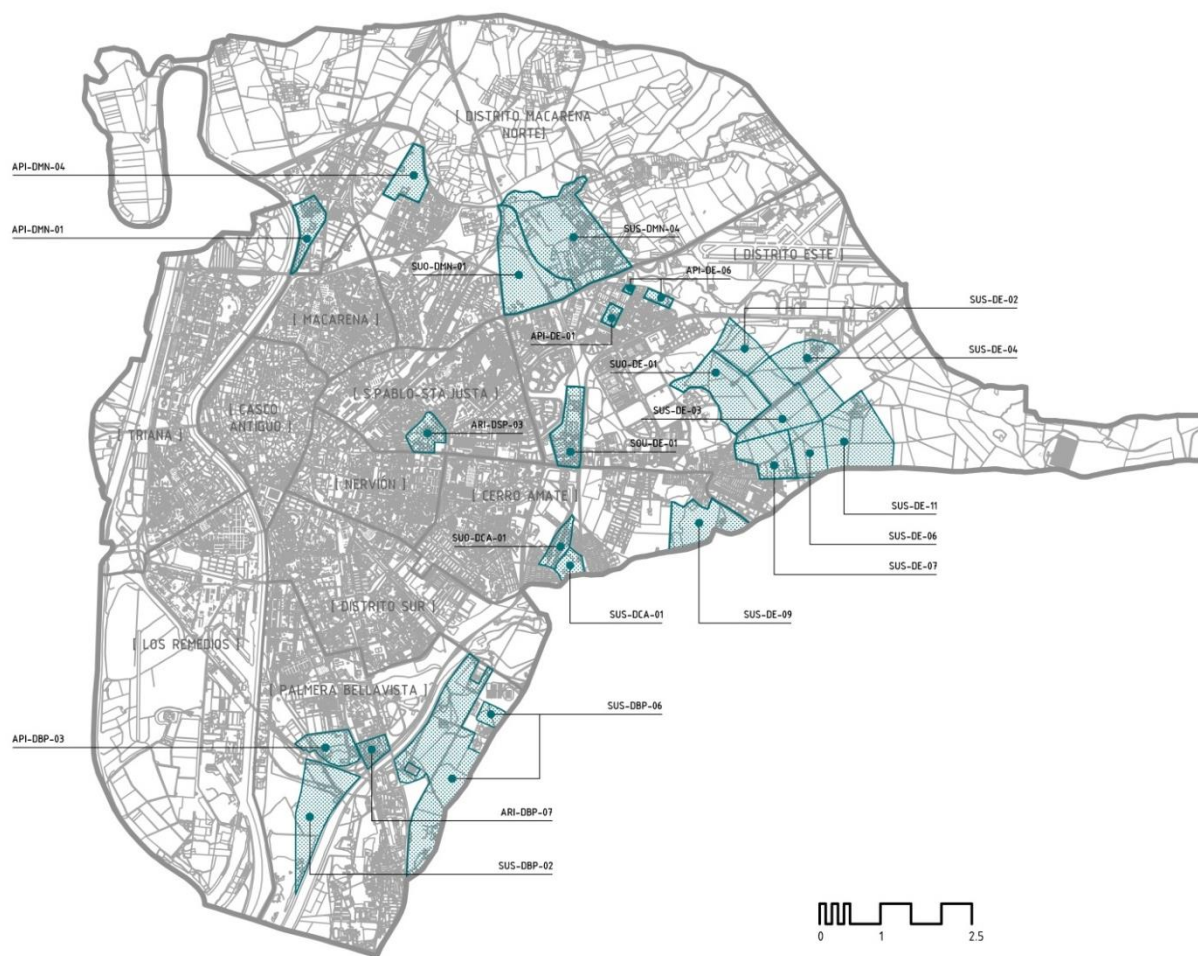 [ DISTRITO MACARENA
NORTE]
API-DMN-04
API-DMN-01
SUS-DMN-04
[ DISTRITO ESTE ]
SUO-DMN-01
API-DE-06
SUS-DE-02
[ MACARENA ]
API-DE-01
SUS-DE-04
SUO-DE-01
[ S.PABLO-STA.JUSTA ]
[ CASCO
ANTIGUO ]
SUS-DE-03
[ TRIANA ]
ARI-DSP-03
SOU-DE-01
[ NERVIÓN ]
[ CERRO-AMATE ]
SUS-DE-11
SUS-DE-06
SUO-DCA-01
SUS-DE-07
[ DISTRITO SUR ]
SUS-DCA-01
SUS-DE-09
[ LOS REMEDIOS ]
[ PALMERA BELLAVISTA ]
SUS-DBP-06
API-DBP-03
ARI-DBP-07
SUS-DBP-02
0 1 2.5